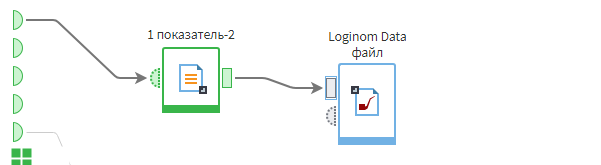 1 показатель-2
Loginom Data
файл